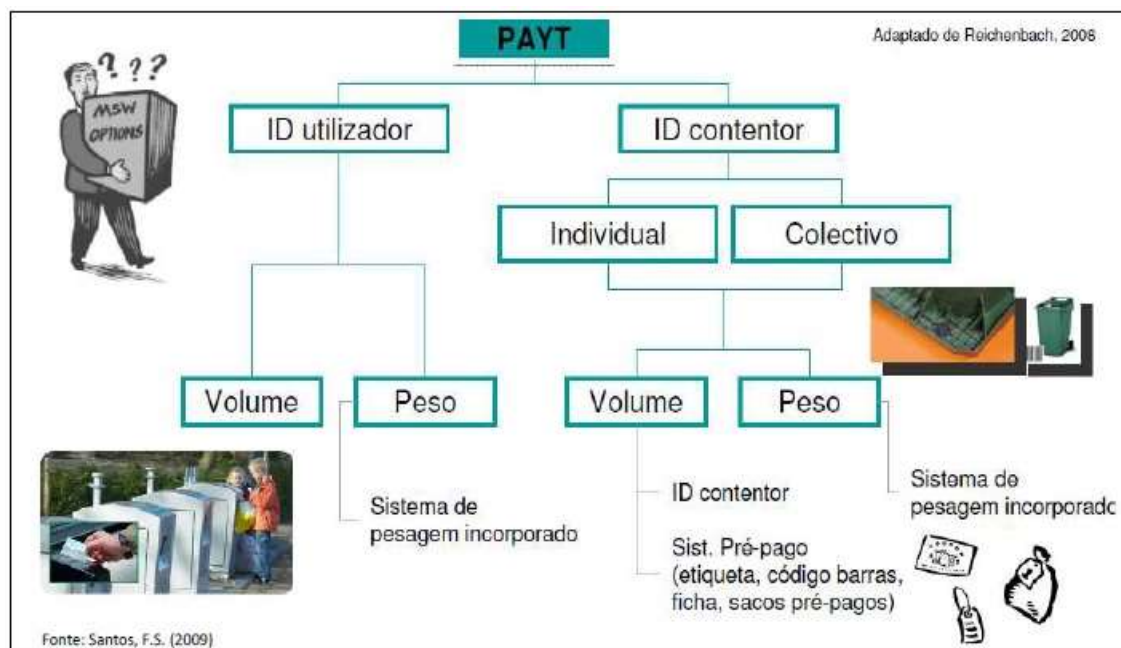 PAYT
Adaptado de Reichenbach, 2008
? ? ?
MSW
OPTIONS
ID utilizador
ID contentor
Individual
Colectivo
Volume
Peso
Volume
Peso
Sistema de
pesagem incorporado
ID contentor
Sist. Pré-pago
(etiqueta, código barras,
ficha, sacos pré-pagos)
Sistema de
pesagem incorporado
Fonte: Santos, F.S. (2009)